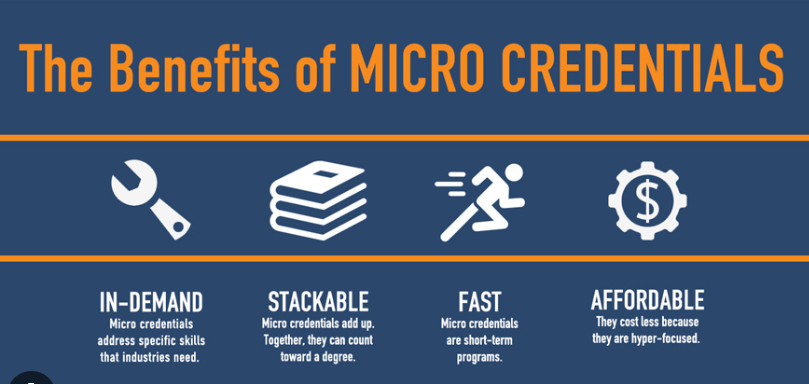 The Benefits of MICRO CREDENTIALS
$
IN-DEMAND
Micro credentials
address specific skills
that industries need.
STACKABLE
Micro credentials add up.
Together, they can count
toward a degree.
FAST
Micro credentials
are short-term
programs.
AFFORDABLE
They cost less because
they are hyper-focused.